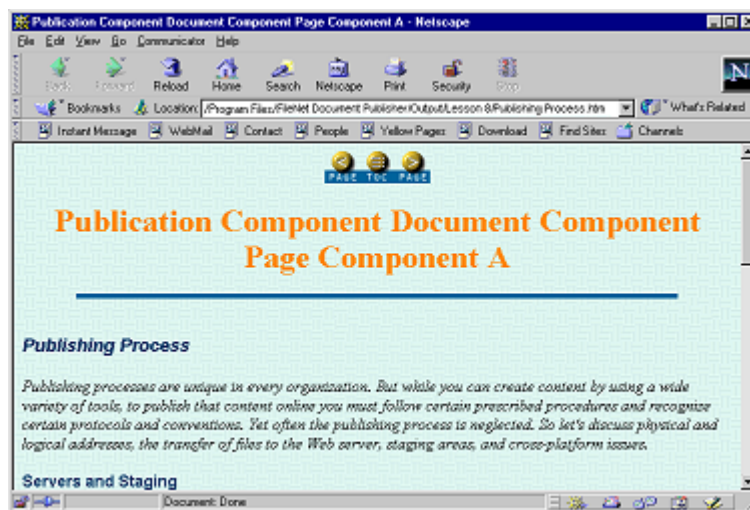 Publication Component Document Component Page Component A - Netscape
File Edit View Go Communicator Help
Back Forward Reload Home Search Netscape Print Security Stop
Bookmarks Location: /Program Files/FileNet Document Publisher/Output/Lesson 8/Publishing Process.htm What's Related
Instant Message WebMail Contact People Yellow Pages Download Find Sites Channels
PAGE TOC PAGE
Publication Component Document Component
Page Component A
Publishing Process
Publishing processes are unique in every organization. But while you can create content by using a wide
variety of tools, to publish that content online you must follow certain prescribed procedures and recognize
certain protocols and conventions. Yet often the publishing process is neglected. So let's discuss physical and
logical addresses, the transfer of files to the Web server, staging areas, and cross-platform issues.
Servers and Staging
Document: Done